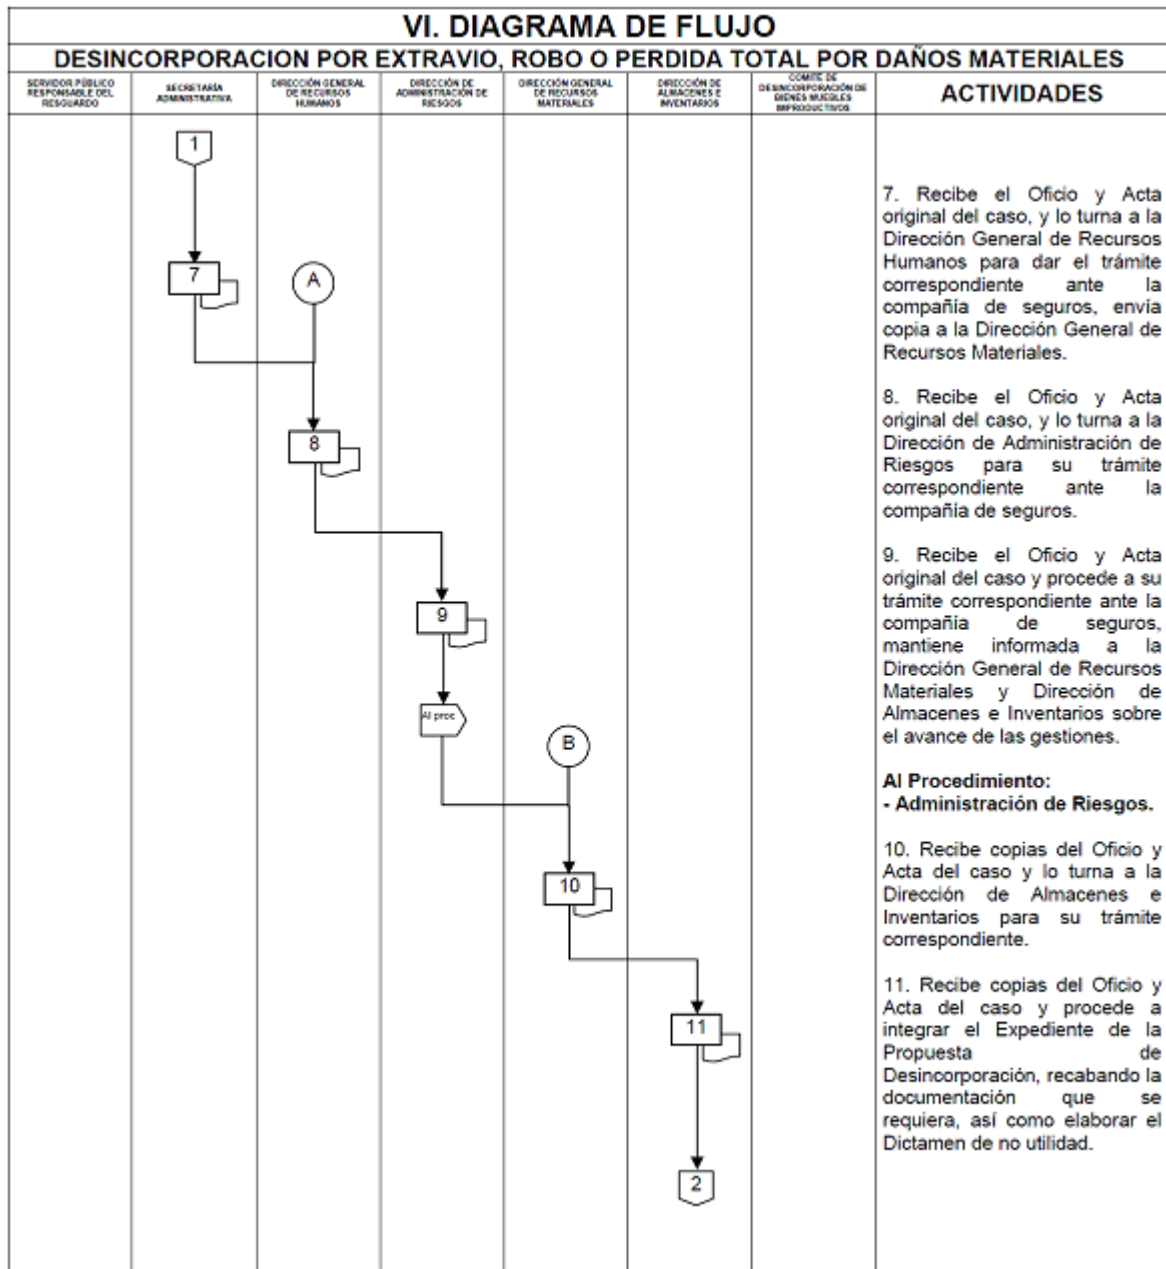 VI. DIAGRAMA DE FLUJO
DESINCORPORACION POR EXTRAVIO, ROBO O PERDIDA TOTAL POR DAÑOS MATERIALES
SERVIDOR PÚBLICO
RESPONSABLE DEL
RESGUARDO
SECRETARÍA
ADMINISTRATIVA
DIRECCIÓN GENERAL
DE RECURSOS
HUMANOS
DIRECCIÓN DE
ADMINISTRACIÓN DE
RIESGOS
DIRECCIÓN GENERAL
DE RECURSOS
MATERIALES
DIRECCIÓN DE
ALMACENES E
INVENTARIOS
COMITÉ DE
DESINCORPORACIÓN DE
BIENES MUEBLES
IMPRODUCTIVOS
ACTIVIDADES
1
7
A
8
9
Al proc
B
10
11
2
7. Recibe el Oficio y Acta
original del caso, y lo turna a la
Dirección General de Recursos
Humanos para dar el trámite
correspondiente ante la
compañía de seguros, envía
copia a la Dirección General de
Recursos Materiales.
8. Recibe el Oficio y Acta
original del caso, y lo turna a la
Dirección de Administración de
Riesgos para su trámite
correspondiente ante la
compañía de seguros.
9. Recibe el Oficio y Acta
original del caso y procede a su
trámite correspondiente ante la
compañía de seguros,
mantiene informada a la
Dirección General de Recursos
Materiales y Dirección de
Almacenes e Inventarios sobre
el avance de las gestiones.
Al Procedimiento:
- Administración de Riesgos.
10. Recibe copias del Oficio y
Acta del caso y lo turna a la
Dirección de Almacenes e
Inventarios para su trámite
correspondiente.
11. Recibe copias del Oficio y
Acta del caso y procede a
integrar el Expediente de la
Propuesta de
Desincorporación, recabando la
documentación que se
requiera, así como elaborar el
Dictamen de no utilidad.